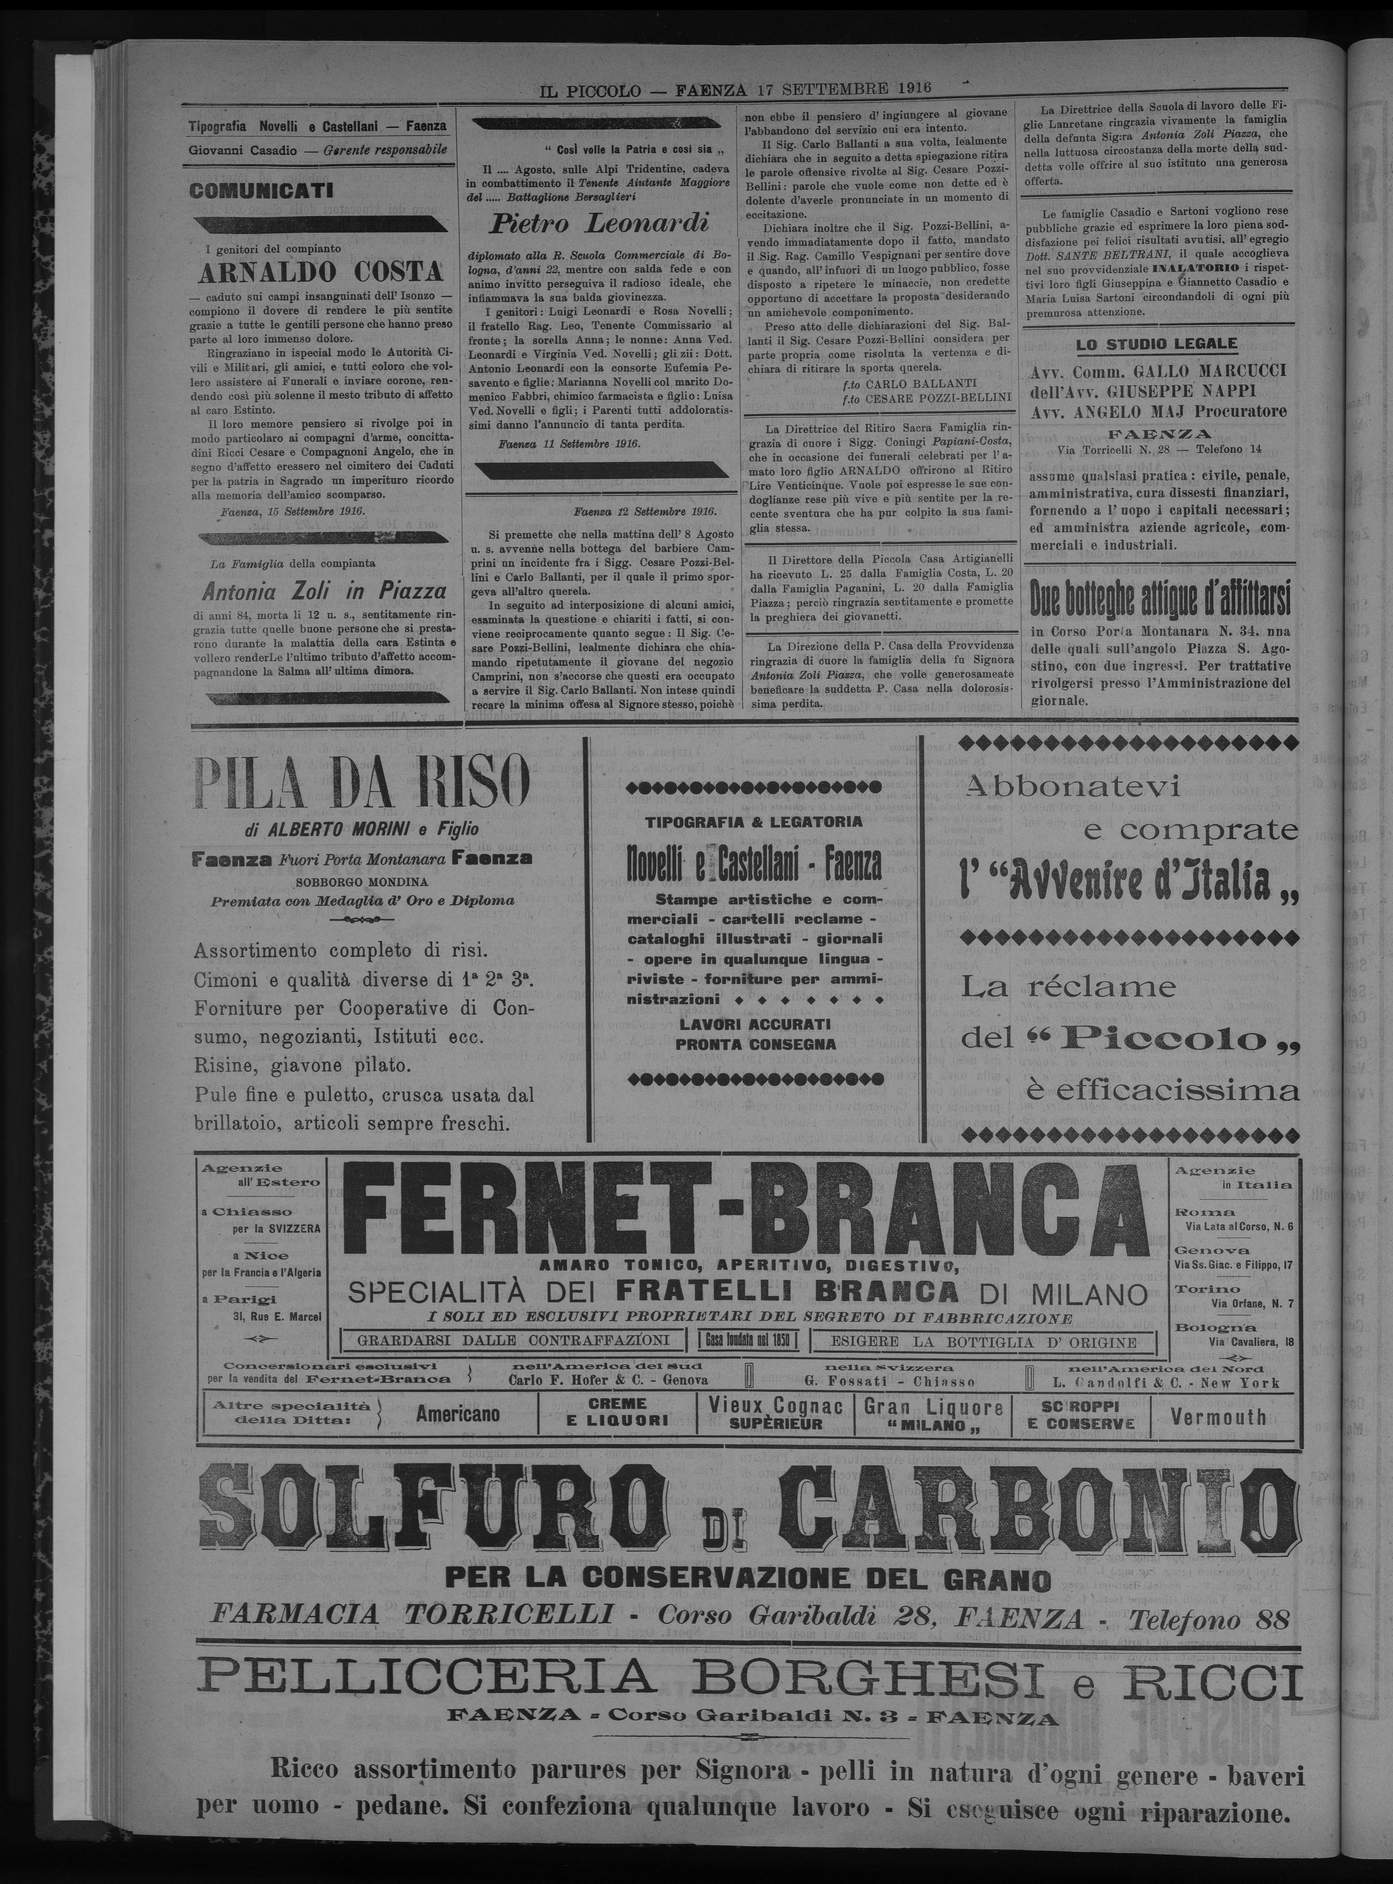 IL PICCOLO — FAENZA 17 SETTEMBRE 1916
Tipografia Novelli e Castellani — Faenza
Giovanni Casadio — Gerente responsabile
COMUNICATI
I genitori del compianto
ARNALDO COSTA
— caduto sui campi insanguinati dell' Isonzo —
compiono il dovere di rendere le più sentite
grazie a tutte le gentili persone che hanno preso
parte al loro immenso dolore.
Ringraziano in ispecial modo le Autorità Ci-
vili e Militari, gli amici, e tutti coloro che vol-
lero assistere ai Funerali e inviare corone, ren-
dendo così più solenne il mesto tributo di affetto
al caro Estinto.
Il loro memore pensiero si rivolge poi in
modo particolaro ai compagni d'arme, concitta-
dini Ricci Cesare e Compagnoni Angelo, che in
segno d'affetto eressero nel cimitero dei Caduti
per la patria in Sagrado un imperituro ricordo
alla memoria dell'amico scomparso.
Faenza, 15 Settembre 1916.
La Famiglia della compianta
Antonia Zoli in Piazza
di anni 84, morta li 12 u. s., sentitamente rin-
grazia tutte quelle buone persone che si presta-
rono durante la malattia della cara Estinta e
vollero renderLe l'ultimo tributo d'affetto accom-
pagnandone la Salma all' ultima dimora.
“ Così volle la Patria e così sia „
Il .... Agosto, sulle Alpi Tridentine, cadeva
in combattimento il Tenente Aiutante Maggiore
del ..... Battaglione Bersaglieri
Pietro Leonardi
diplomato alla R. Scuola Commerciale di Bo-
logna, d'anni 22, mentre con salda fede e con
animo invitto perseguiva il radioso ideale, che
infiammava la sua balda giovinezza.
I genitori: Luigi Leonardi e Rosa Novelli;
il fratello Rag. Leo, Tenente Commissario al
fronte; la sorella Anna; le nonne: Anna Ved.
Leonardi e Virginia Ved. Novelli; gli zii: Dott.
Antonio Leonardi con la consorte Eufemia Pe-
savento e figlie; Marianna Novelli col marito Do-
menico Fabbri, chimico farmacista e figlio: Luisa
Ved. Novelli e figli; i Parenti tutti addoloratis-
simi danno l'annuncio di tanta perdita.
Faenza 11 Settembre 1916.
Faenza 12 Settembre 1916.
Si premette che nella mattina dell' 8 Agosto
u. s. avvenne nella bottega del barbiere Cam-
prini un incidente fra i Sigg. Cesare Pozzi-Bel-
lini e Carlo Ballanti, per il quale il primo spor-
geva all'altro querela.
In seguito ad interposizione di alcuni amici,
esaminata la questione e chiariti i fatti, si con-
viene reciprocamente quanto segue: Il Sig. Ce-
sare Pozzi-Bellini, lealmente dichiara che chia-
mando ripetutamente il giovane del negozio
Camprini, non s'accorse che questi era occupato
a servire il Sig. Carlo Ballanti. Non intese quindi
recare la minima offesa al Signore stesso, poichè
non ebbe il pensiero d' ingiungere al giovane
l'abbandono del servizio cui era intento.
Il Sig. Carlo Ballanti a sua volta, lealmente
dichiara che in seguito a detta spiegazione ritira
le parole offensive rivolte al Sig. Cesare Pozzi-
Bellini: parole che vuole come non dette ed è
dolente d'averle pronunciate in un momento di
eccitazione.
Dichiara inoltre che il Sig. Pozzi-Bellini, a-
vendo immadiatamente dopo il fatto, mandato
il Sig. Rag. Camillo Vespignani per sentire dove
e quando, all' infuori di un luogo pubblico, fosse
disposto a ripetere le minaccie, non credette
opportuno di accettare la proposta desiderando
un amichevole componimento.
Preso atto delle dichiarazioni del Sig. Bal-
lanti il Sig. Cesare Pozzi-Bellini considera per
parte propria come risoluta la vertenza e di-
chiara di ritirare la sporta querela.
f.to CARLO BALLANTI
f.to CESARE POZZI-BELLINI
La Direttrice del Ritiro Sacra Famiglia rin-
grazia di cuore i Sigg. Coniugi Papiani-Costa,
che in occasione dei funerali celebrati per l' a-
mato loro figlio ARNALDO offrirono al Ritiro
Lire Venticinque. Vuole poi espresse le sue con-
doglianze rese più vive e più sentite per la re-
cente sventura che ha pur colpito la sua fami-
glia stessa.
Il Direttore della Piccola Casa Artigianelli
ha ricevuto L. 25 dalla Famiglia Costa, L. 20
dalla Famiglia Paganini, L. 20 dalla Famiglia
Piazza; perciò ringrazia sentitamente e promette
la preghiera dei giovanetti.
La Direzione della P. Casa della Provvidenza
ringrazia di cuore la famiglia della fu Signora
Antonia Zoli Piazza, che volle generosameate
beneficare la suddetta P. Casa nella dolorosis-
sima perdita.
La Direttrice della Scuola di lavoro delle Fi-
glie Lauretane ringrazia vivamente la famiglia
della defunta Sig:ra Antonia Zoli Piazza, che
nella luttuosa circostanza della morte della sud-
detta volle offrire al suo istituto una generosa
offerta.
Le famiglie Casadio e Sartoni vogliono rese
pubbliche grazie ed esprimere la loro piena sod-
disfazione pei felici risultati avutisi, all' egregio
Dott. SANTE BELTRANI, il quale accoglieva
nel suo provvidenziale INALATORIO i rispet-
tivi loro figli Giuseppina e Giannetto Casadio e
Maria Luisa Sartoni circondandoli di ogni più
premurosa attenzione.
LO STUDIO LEGALE
Avv. Comm. GALLO MARCUCCI
dell'Avv. GIUSEPPE NAPPI
Avv. ANGELO MAJ Procuratore
FAENZA
Via Torricelli N. 28 — Telefono 14
assume qualsiasi pratica: civile, penale,
amministrativa, cura dissesti finanziari,
fornendo a l' uopo i capitali necessari;
ed amministra aziende agricole, com-
merciali e industriali.
Due botteghe attigue d'affittarsi
in Corso Porta Montanara N. 34. nna
delle quali sull'angolo Piazza S. Ago-
stino, con due ingressi. Per trattative
rivolgersi presso l'Amministrazione del
giornale.
PILA DA RISO
di ALBERTO MORINI e Figlio
Faenza Fuori Porta Montanara Faenza
SOBBORGO MONDINA
Premiata con Medaglia d' Oro e Diploma
Assortimento completo di risi.
Cimoni e qualità diverse di 1ª 2ª 3ª.
Forniture per Cooperative di Con-
sumo, negozianti, Istituti ecc.
Risine, giavone pilato.
Pule fine e puletto, crusca usata dal
brillatoio, articoli sempre freschi.
TIPOGRAFIA & LEGATORIA
Novelli e Castellani - Faenza
Stampe artistiche e com-
merciali - cartelli reclame -
cataloghi illustrati - giornali
- opere in qualunque lingua -
riviste - forniture per ammi-
nistrazioni
LAVORI ACCURATI
PRONTA CONSEGNA
Abbonatevi
e comprate
l' “Avvenire d'Italia „
La réclame
del “ Piccolo „
è efficacissima
Agenzie
all' Estero
a Chiasso
per la SVIZZERA
a Nice
per la Francia e l'Algeria
a Parigi
31, Rue E. Marcel
FERNET-BRANCA
AMARO TONICO, APERITIVO, DIGESTIVO,
SPECIALITÀ DEI FRATELLI BRANCA DI MILANO
I SOLI ED ESCLUSIVI PROPRIETARI DEL SEGRETO DI FABBRICAZIONE
GRARDARSI DALLE CONTRAFFAZIONI
Casa fondata nel 1850
ESIGERE LA BOTTIGLIA D' ORIGINE
Agenzie
in Italia
Roma
Via Lata al Corso, N. 6
Genova
Via Ss. Giac. e Filippo, 17
Torino
Via Orfane, N. 7
Bologna
Via Cavaliera, 18
Concersionari esclusivi
per la vendita del Fernet-Branca
nell'America del Sud
Carlo F. Hofer & C. - Genova
nella Svizzera
G. Fossati - Chiasso
nell'America del Nord
L. Gandolfi & C. - New York
Altre specialità
della Ditta:
Americano
CREME
E LIQUORI
Vieux Cognac
SUPÈRIEUR
Gran Liquore
“ MILANO „
SCIROPPI
E CONSERVE
Vermouth
SOLFURO DI CARBONIO
PER LA CONSERVAZIONE DEL GRANO
FARMACIA TORRICELLI - Corso Garibaldi 28, FAENZA - Telefono 88
PELLICCERIA BORGHESI e RICCI
FAENZA - Corso Garibaldi N. 3 - FAENZA
Ricco assortimento parures per Signora - pelli in natura d'ogni genere - baveri
per uomo - pedane. Si confeziona qualunque lavoro - Si eseguisce ogni riparazione.